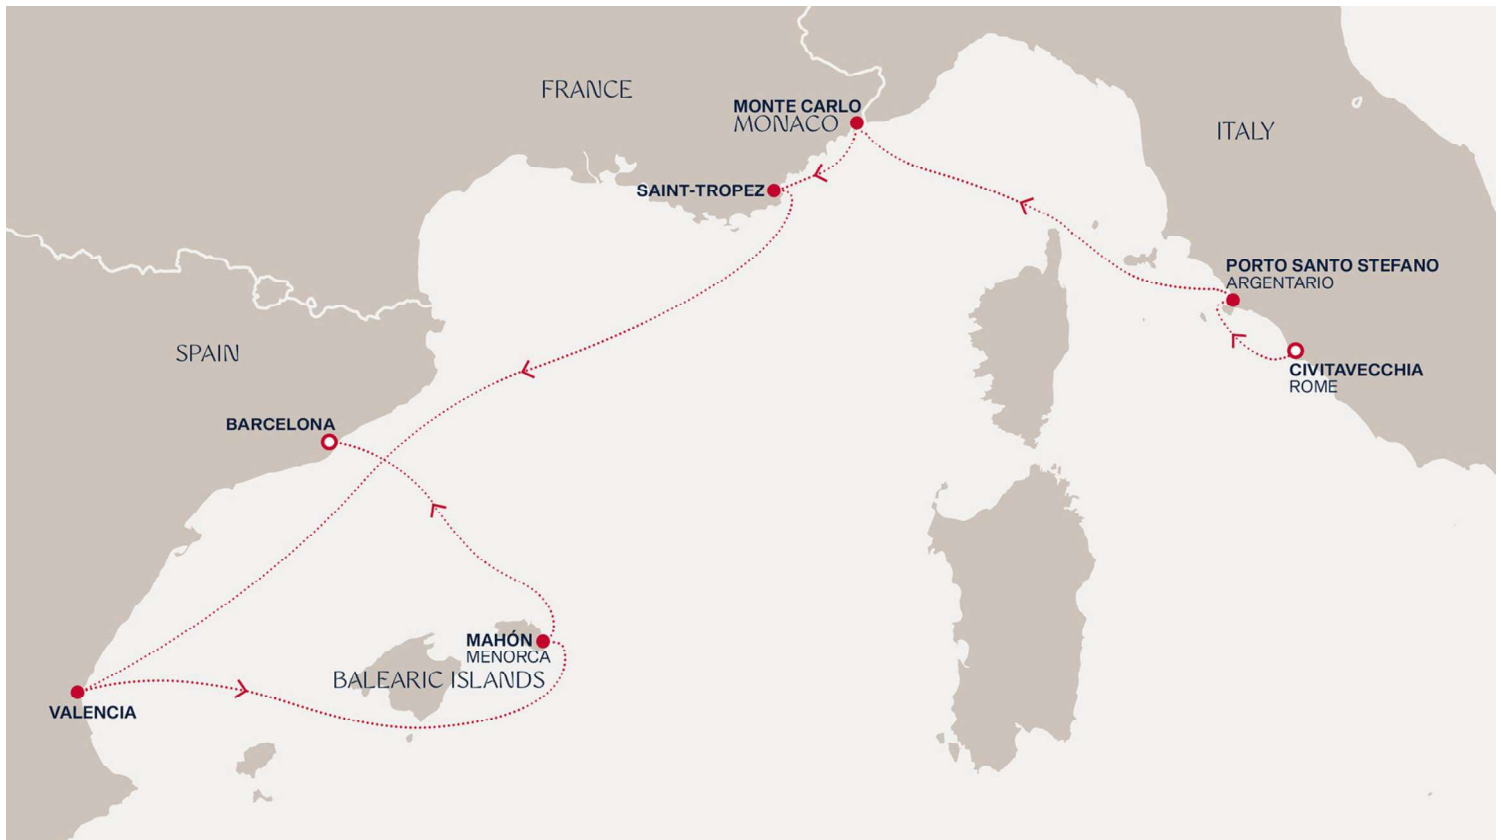 FRANCE
MONTE CARLO
MONACO
ITALY
SAINT-TROPEZ
PORTO SANTO STEFANO
ARGENTARIO
SPAIN
CIVITAVECCHIA
ROME
BARCELONA
MAHÓN
MENORCA
BALEARIC ISLANDS
VALENCIA